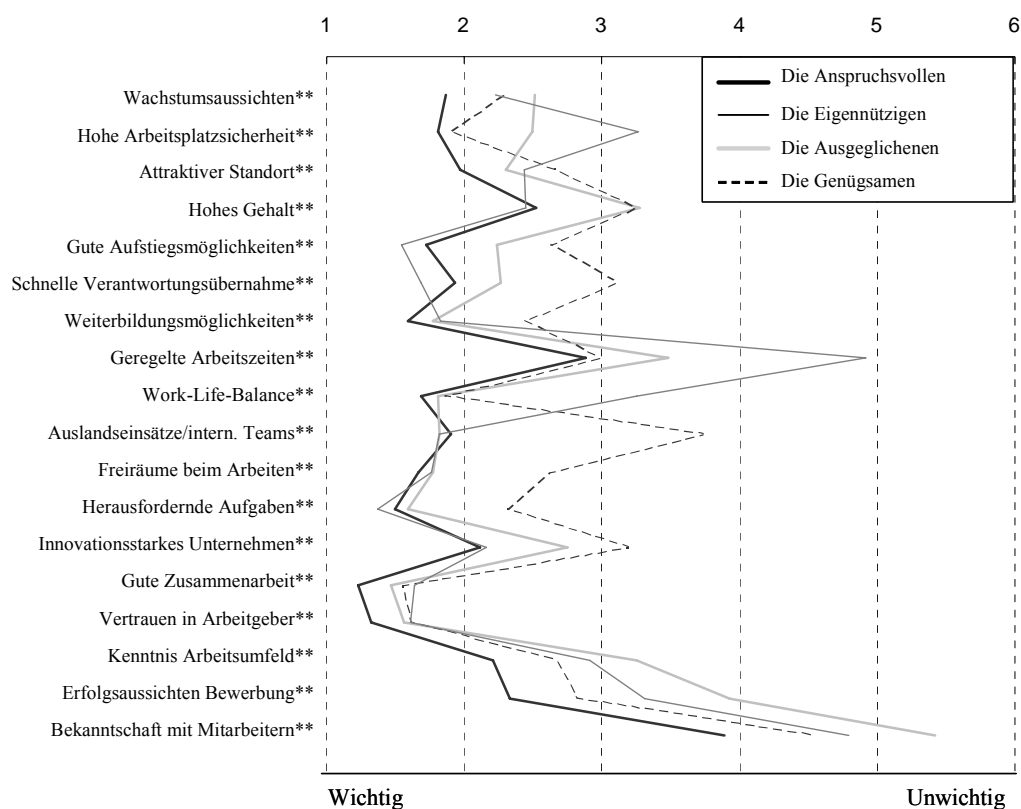 1 2 3 4 5 6
Die Anspruchsvollen
Die Eigennützigen
Die Ausgeglichenen
Die Genügsamen
Wachstumsaussichten**
Hohe Arbeitsplatzsicherheit**
Attraktiver Standort**
Hohes Gehalt**
Gute Aufstiegsmöglichkeiten**
Schnelle Verantwortungsübernahme**
Weiterbildungsmöglichkeiten**
Geregelte Arbeitszeiten**
Work-Life-Balance**
Auslandseinsätze/intern. Teams**
Freiräume beim Arbeiten**
Herausfordernde Aufgaben**
Innovationsstarkes Unternehmen**
Gute Zusammenarbeit**
Vertrauen in Arbeitgeber**
Kenntnis Arbeitsumfeld**
Erfolgsaussichten Bewerbung**
Bekanntschaft mit Mitarbeitern**
Wichtig Unwichtig